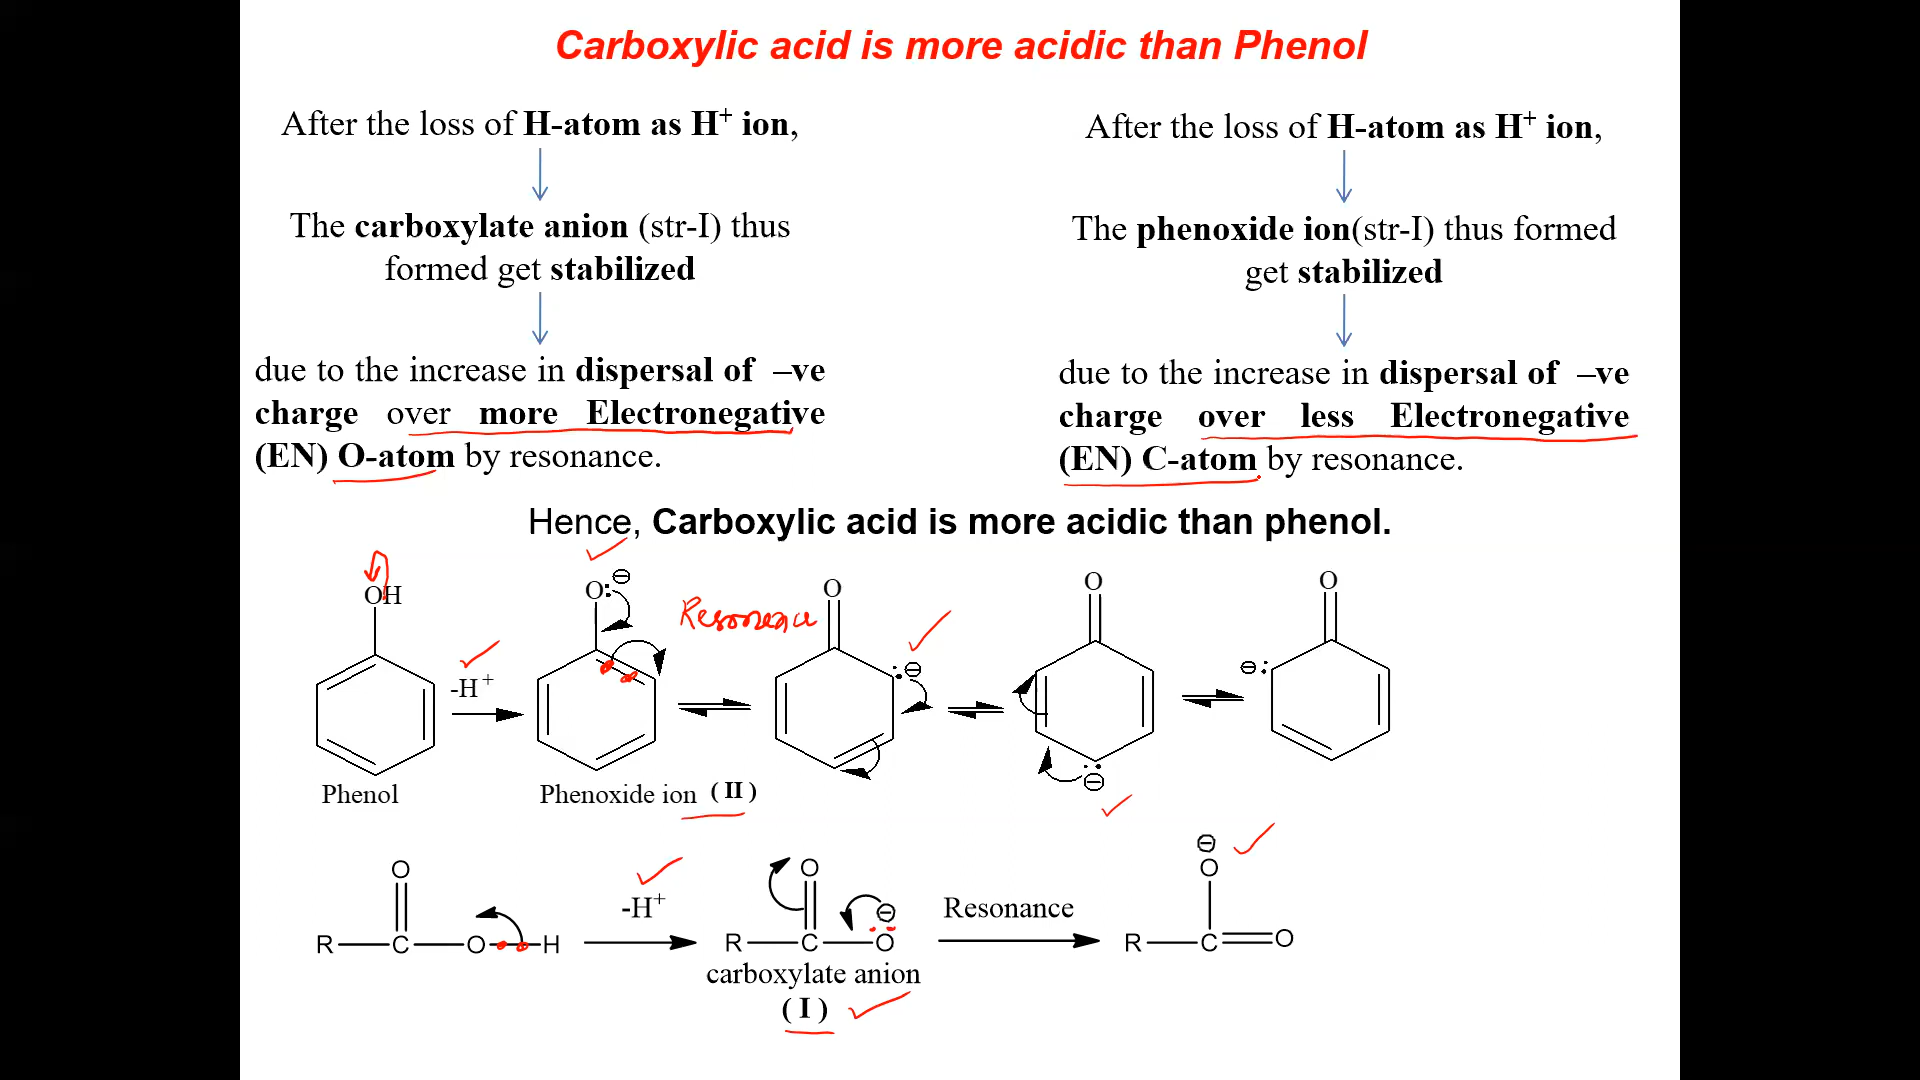 Carboxylic acid is more acidic than Phenol
After the loss of H-atom as H⁺ ion,
The carboxylate anion (str-I) thus
formed get stabilized
due to the increase in dispersal of –ve
charge over more Electronegative
(EN) O-atom by resonance.
After the loss of H-atom as H⁺ ion,
The phenoxide ion(str-I) thus formed
get stabilized
due to the increase in dispersal of –ve
charge over less Electronegative
(EN) C-atom by resonance.
Hence, Carboxylic acid is more acidic than phenol.
OH
-H⁺
O:⊖
Resonance
O
:⊖
O
⊖
O
⊖:
Phenol
Phenoxide ion (II)
O
R C O H
-H⁺
O
⊖
R C O
carboxylate anion
(I)
Resonance
⊖
O
R C O